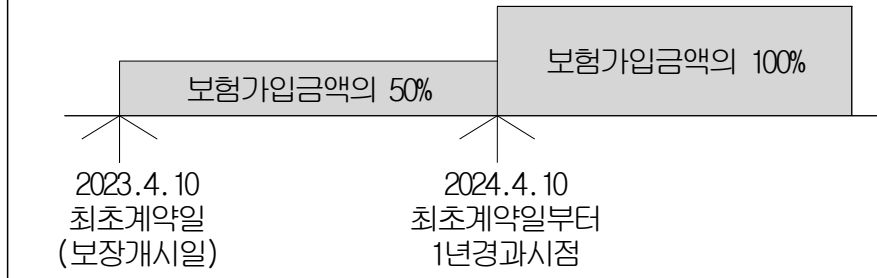 보험가입금액의 50%
보험가입금액의 100%
2023.4.10
최초계약일
(보장개시일)
2024.4.10
최초계약일부터
1년경과시점